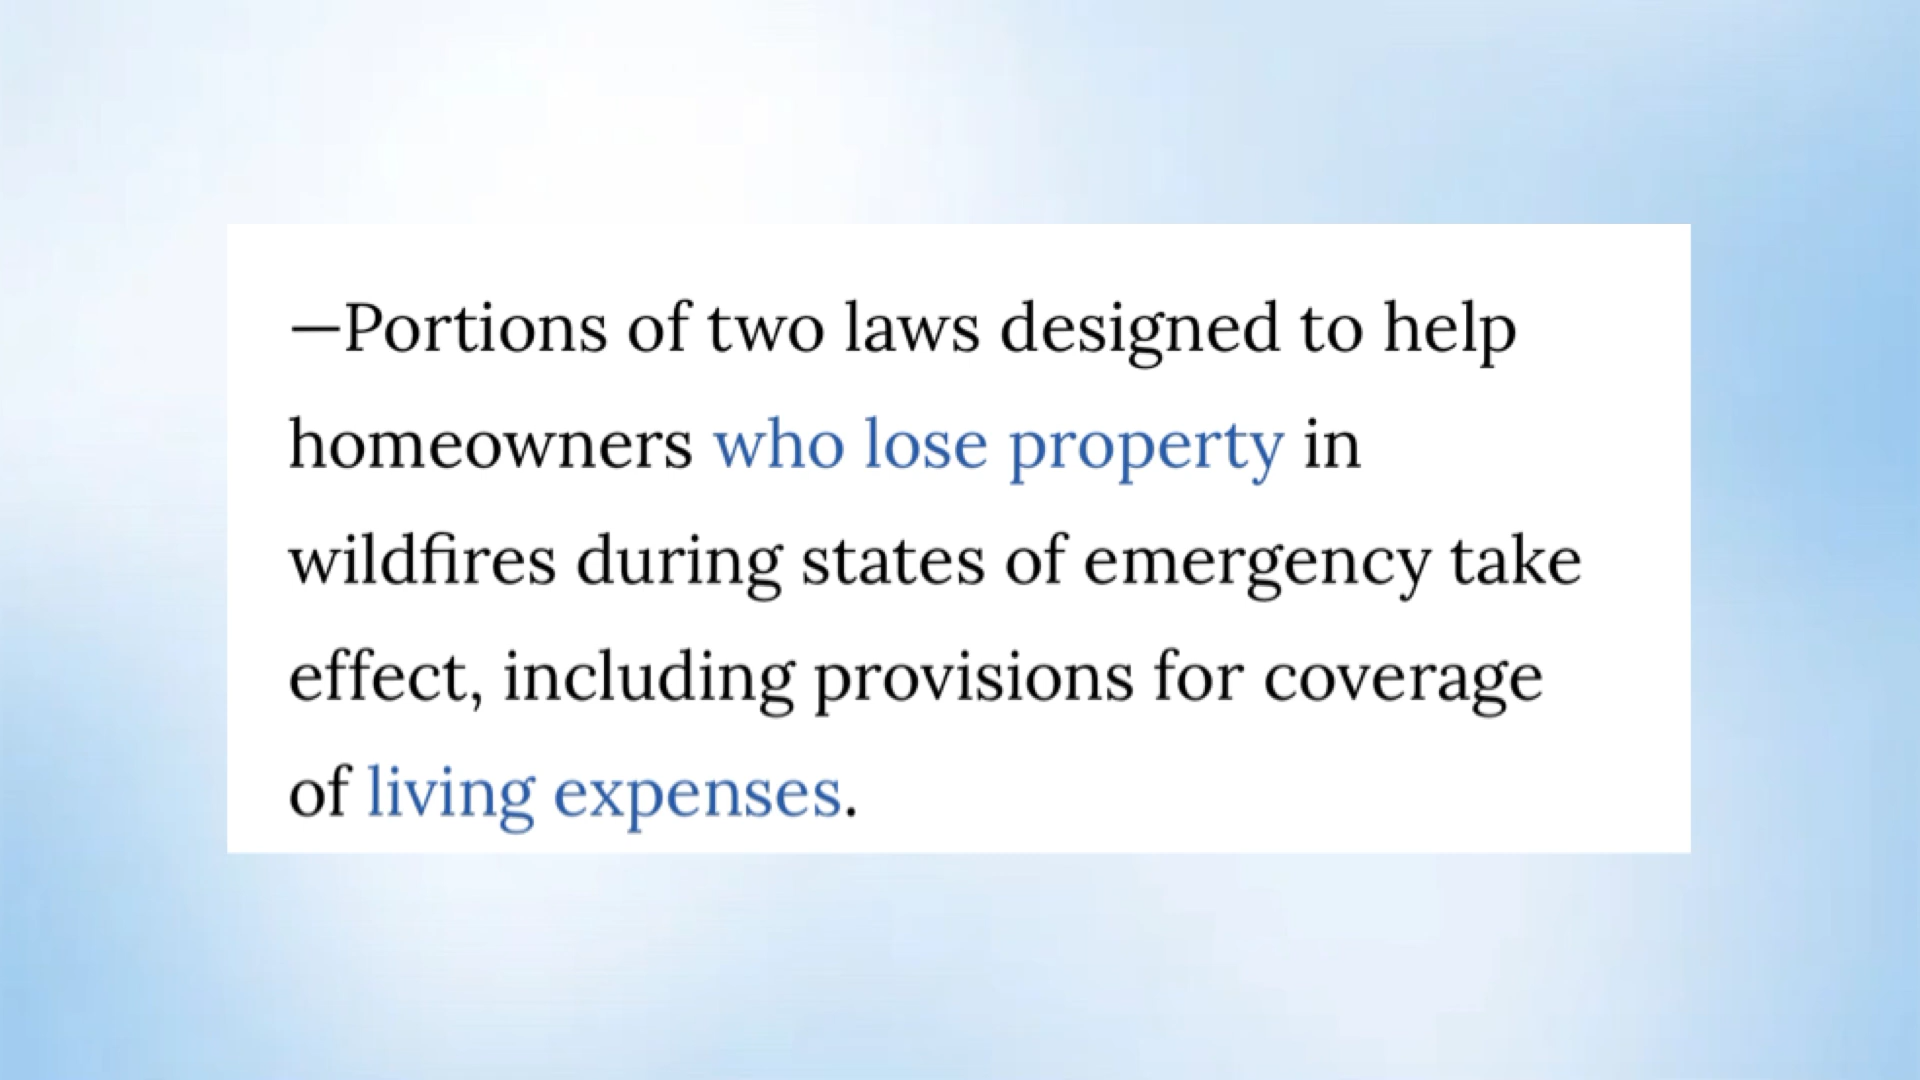 —Portions of two laws designed to help
homeowners who lose property in
wildfires during states of emergency take
effect, including provisions for coverage
of living expenses.